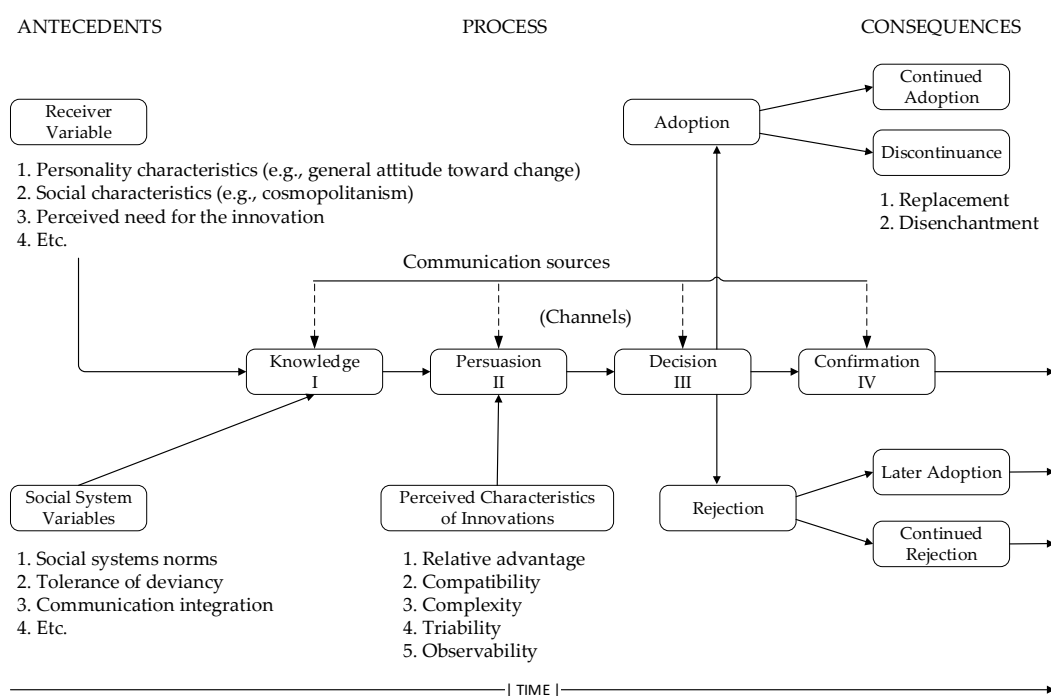 ANTECEDENTS
PROCESS
CONSEQUENCES
Receiver
Variable
1. Personality characteristics (e.g., general attitude toward change)
2. Social characteristics (e.g., cosmopolitanism)
3. Perceived need for the innovation
4. Etc.
Adoption
Continued
Adoption
Discontinuance
1. Replacement
2. Disenchantment
Communication sources
(Channels)
Knowledge
I
Persuasion
II
Decision
III
Confirmation
IV
Social System
Variables
1. Social systems norms
2. Tolerance of deviancy
3. Communication integration
4. Etc.
Perceived Characteristics
of Innovations
1. Relative advantage
2. Compatibility
3. Complexity
4. Triability
5. Observability
Rejection
Later Adoption
Continued
Rejection
| TIME |